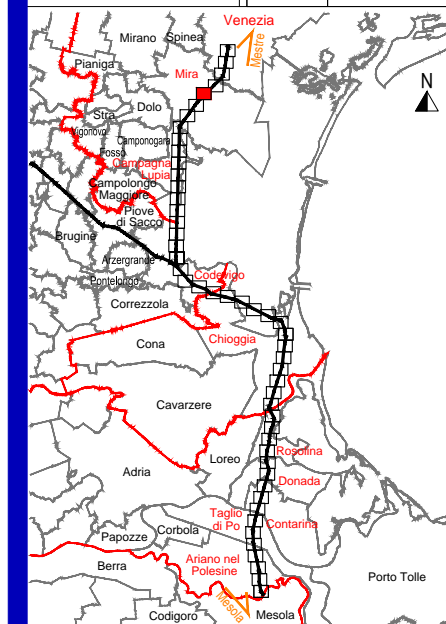 Venezia
Mirano
Spinea
Mestre
Pianiga
Mira
N
Stra
Dolo
Vigonovo
Camponogara
Fosso
Campagna
Lupia
Campolongo
Maggiore
Piove
di Sacco
Brugine
Arzergrande
Pontelongo
Codevigo
Correzzola
Chioggia
Cona
Cavarzere
Rosolina
Loreo
Adria
Donada
Taglio
di Po
Contarina
Corbola
Papozze
Berra
Ariano nel
Polesine
Porto Tolle
Mesola
Mesola
Codigoro